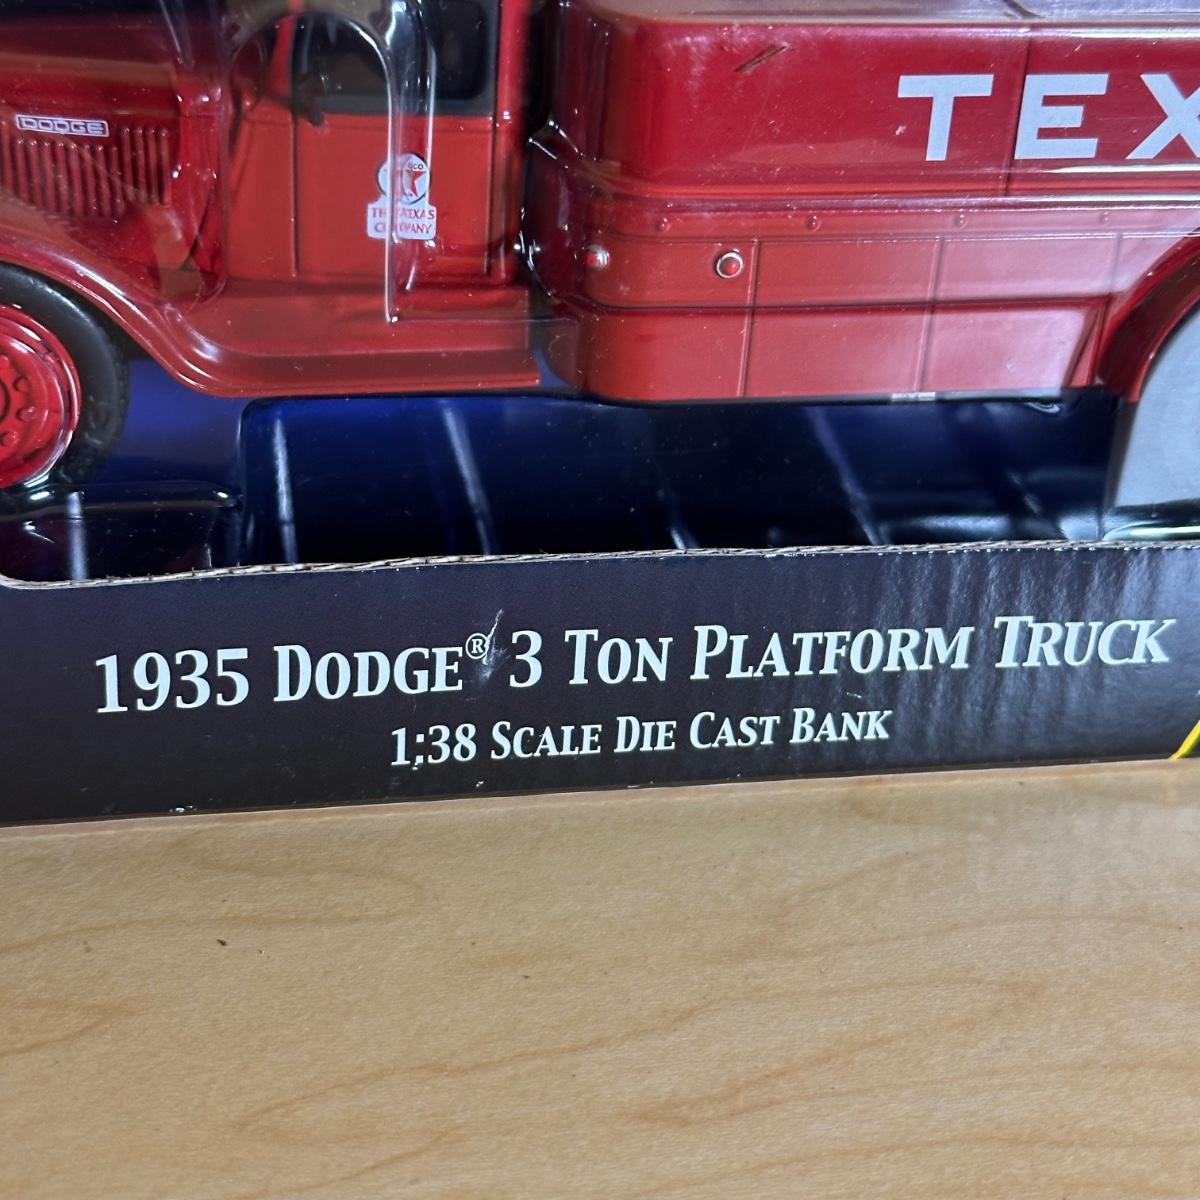 DODGE
TEX
THE TEXAS
COMPANY
1935 DODGE® 3 TON PLATFORM TRUCK
1:38 SCALE DIE CAST BANK